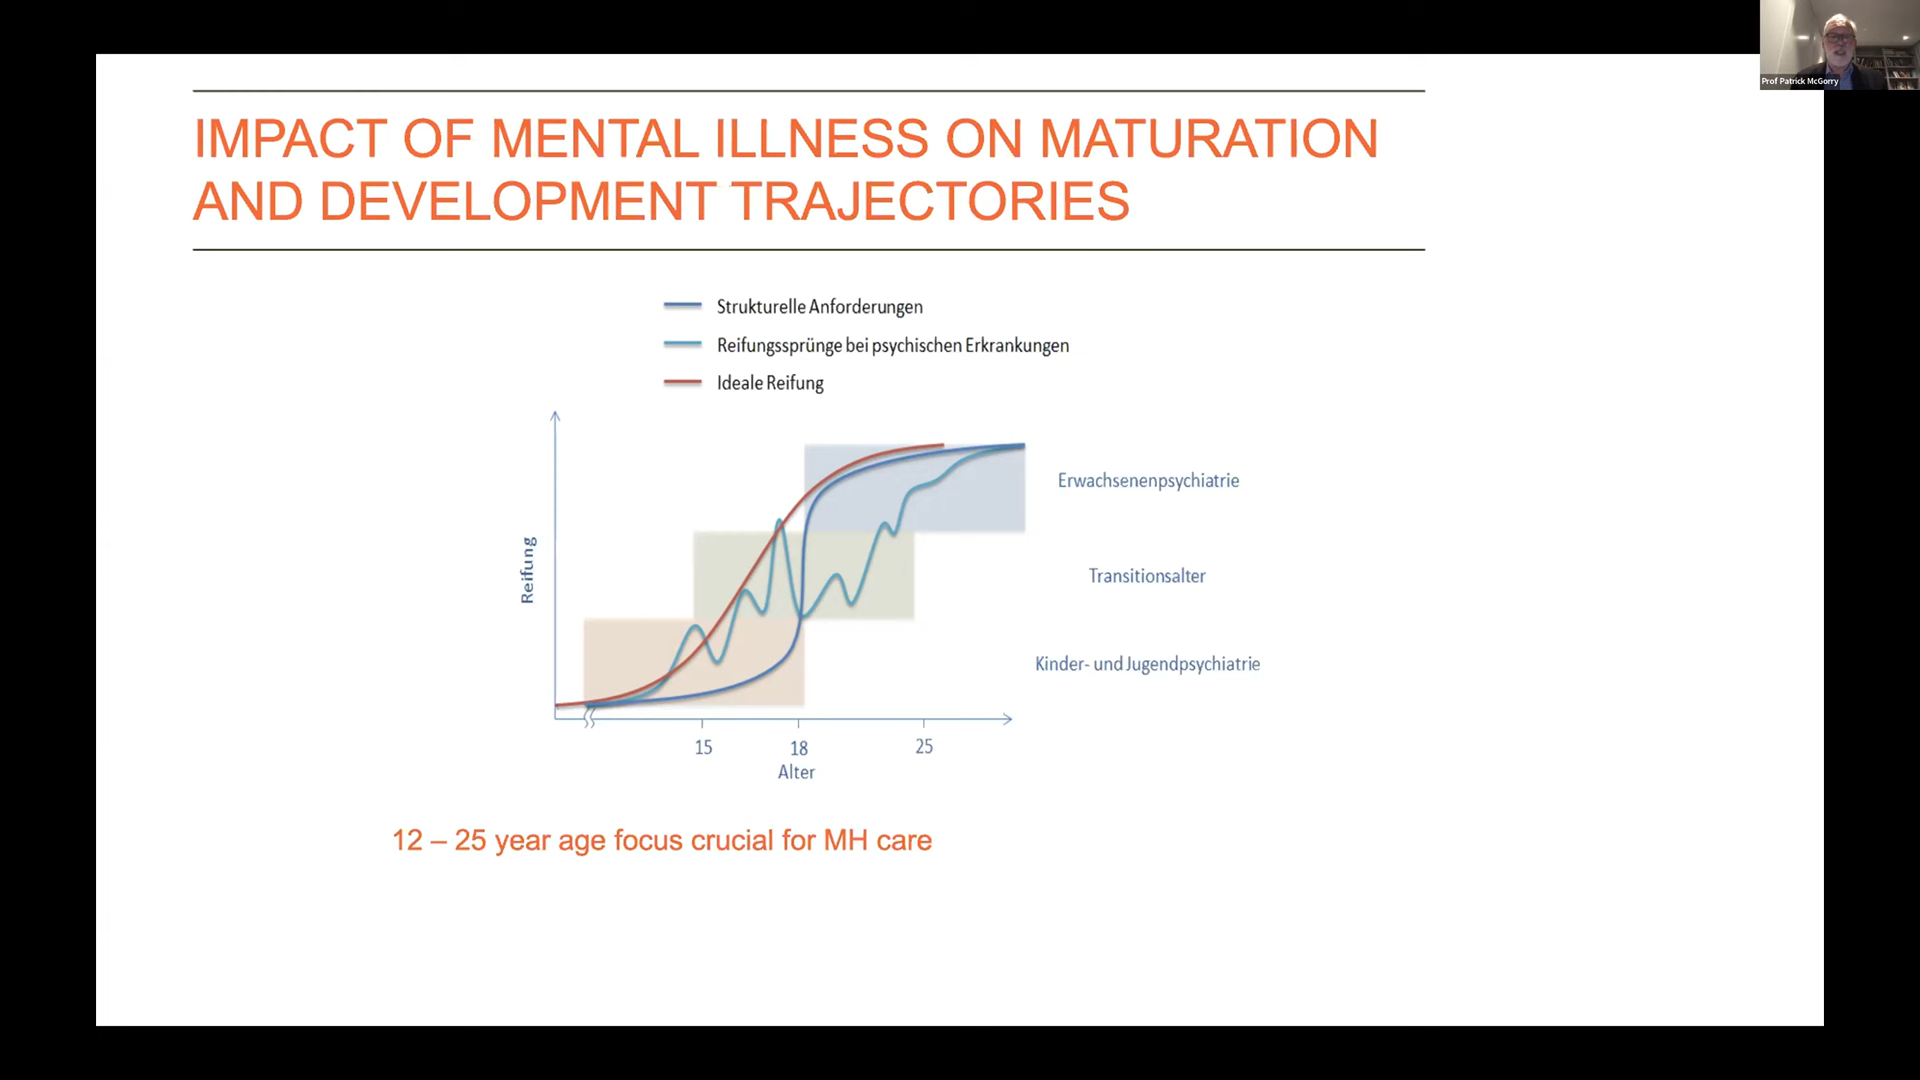 Prof Patrick McGorry
IMPACT OF MENTAL ILLNESS ON MATURATION
AND DEVELOPMENT TRAJECTORIES
Strukturelle Anforderungen
Reifungssprünge bei psychischen Erkrankungen
Ideale Reifung
Erwachsenenpsychiatrie
Reifung
Transitionsalter
Kinder- und Jugendpsychiatrie
15
18
25
Alter
12 – 25 year age focus crucial for MH care